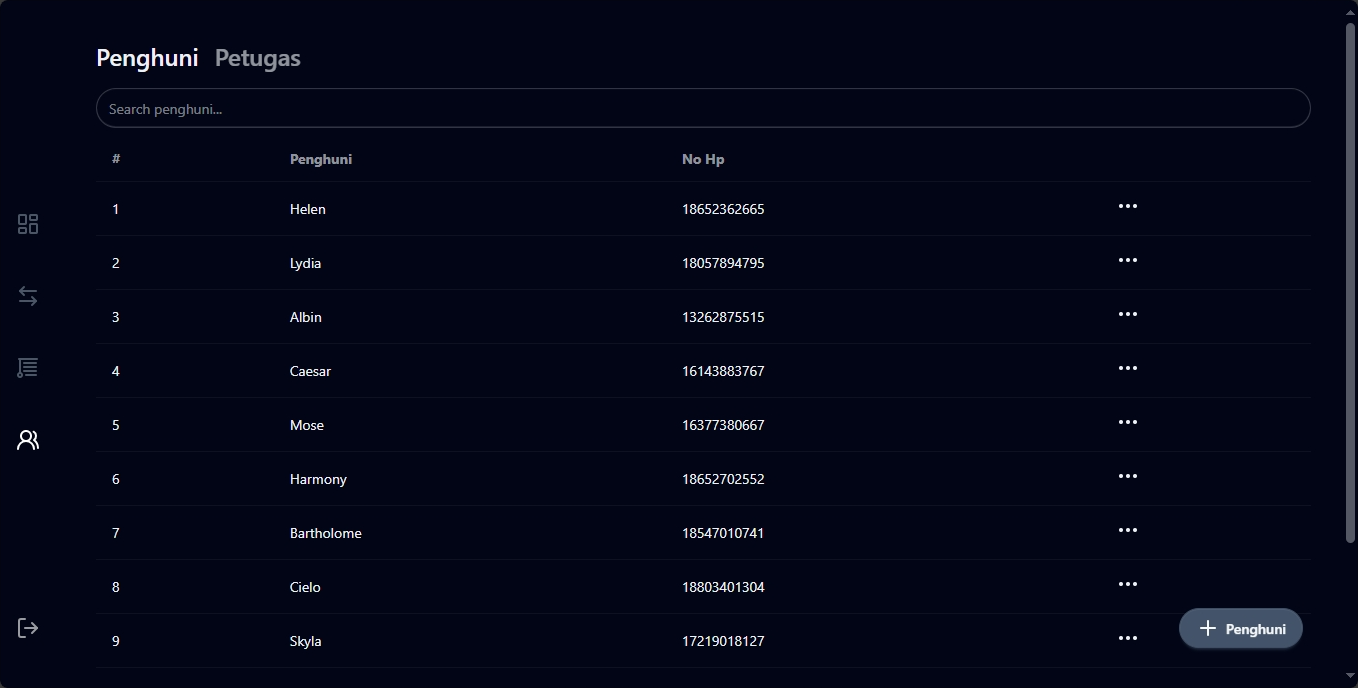 Penghuni Petugas
Search penghuni...
# Penghuni No Hp
1 Helen 18652362665
2 Lydia 18057894795
3 Albin 13262875515
4 Caesar 16143883767
5 Mose 16377380667
6 Harmony 18652702552
7 Bartholome 18547010741
8 Cielo 18803401304
9 Skyla 17219018127
+ Penghuni